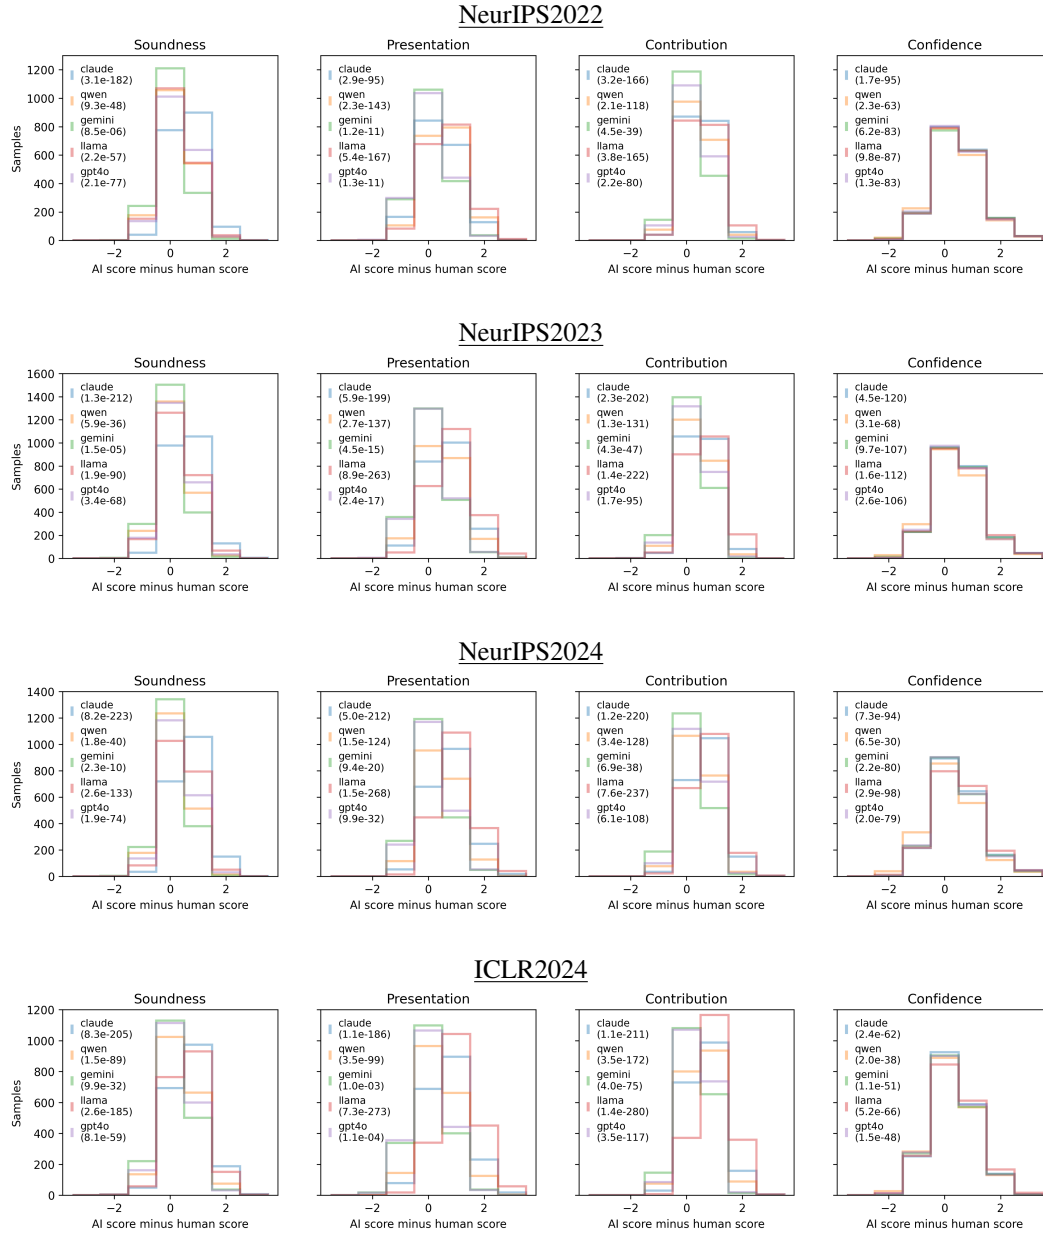 NeurIPS2022
Soundness
Samples
1200
1000
800
600
400
200
0
claude
(3.1e-182)
qwen
(9.3e-48)
gemini
(8.5e-06)
llama
(2.2e-57)
gpt4o
(2.1e-77)
−2 0 2
AI score minus human score
Presentation
claude
(2.9e-95)
qwen
(2.3e-143)
gemini
(1.2e-11)
llama
(5.4e-167)
gpt4o
(1.3e-11)
−2 0 2
AI score minus human score
Contribution
claude
(3.2e-166)
qwen
(2.1e-118)
gemini
(4.5e-39)
llama
(3.8e-165)
gpt4o
(2.2e-80)
−2 0 2
AI score minus human score
Confidence
claude
(1.7e-95)
qwen
(2.3e-63)
gemini
(6.2e-83)
llama
(9.8e-87)
gpt4o
(1.3e-83)
−2 0 2
AI score minus human score
NeurIPS2023
Soundness
Samples
1600
1400
1200
1000
800
600
400
200
0
claude
(1.3e-212)
qwen
(5.9e-36)
gemini
(1.5e-05)
llama
(1.9e-90)
gpt4o
(3.4e-68)
−2 0 2
AI score minus human score
Presentation
claude
(5.9e-199)
qwen
(2.7e-137)
gemini
(4.5e-15)
llama
(8.9e-263)
gpt4o
(2.4e-17)
−2 0 2
AI score minus human score
Contribution
claude
(2.3e-202)
qwen
(1.3e-131)
gemini
(4.3e-47)
llama
(1.4e-222)
gpt4o
(1.7e-95)
−2 0 2
AI score minus human score
Confidence
claude
(4.5e-120)
qwen
(3.1e-68)
gemini
(9.7e-107)
llama
(1.6e-112)
gpt4o
(2.6e-106)
−2 0 2
AI score minus human score
NeurIPS2024
Soundness
Samples
1400
1200
1000
800
600
400
200
0
claude
(8.2e-223)
qwen
(1.8e-40)
gemini
(2.3e-10)
llama
(2.6e-133)
gpt4o
(1.9e-74)
−2 0 2
AI score minus human score
Presentation
claude
(5.0e-212)
qwen
(1.5e-124)
gemini
(9.4e-20)
llama
(1.5e-268)
gpt4o
(9.9e-32)
−2 0 2
AI score minus human score
Contribution
claude
(1.2e-220)
qwen
(3.4e-128)
gemini
(6.9e-38)
llama
(7.6e-237)
gpt4o
(6.1e-108)
−2 0 2
AI score minus human score
Confidence
claude
(7.3e-94)
qwen
(6.5e-30)
gemini
(2.2e-80)
llama
(2.9e-98)
gpt4o
(2.0e-79)
−2 0 2
AI score minus human score
ICLR2024
Soundness
Samples
1200
1000
800
600
400
200
0
claude
(8.3e-205)
qwen
(1.5e-89)
gemini
(9.9e-32)
llama
(2.6e-185)
gpt4o
(8.1e-59)
−2 0 2
AI score minus human score
Presentation
claude
(1.1e-186)
qwen
(3.5e-99)
gemini
(1.0e-03)
llama
(7.3e-273)
gpt4o
(1.1e-04)
−2 0 2
AI score minus human score
Contribution
claude
(1.1e-211)
qwen
(3.5e-172)
gemini
(4.0e-75)
llama
(1.4e-280)
gpt4o
(3.5e-117)
−2 0 2
AI score minus human score
Confidence
claude
(2.4e-62)
qwen
(2.0e-38)
gemini
(1.1e-51)
llama
(5.2e-66)
gpt4o
(1.5e-48)
−2 0 2
AI score minus human score